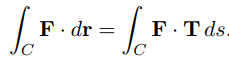 ∫_C F · dr = ∫_C F · T ds.